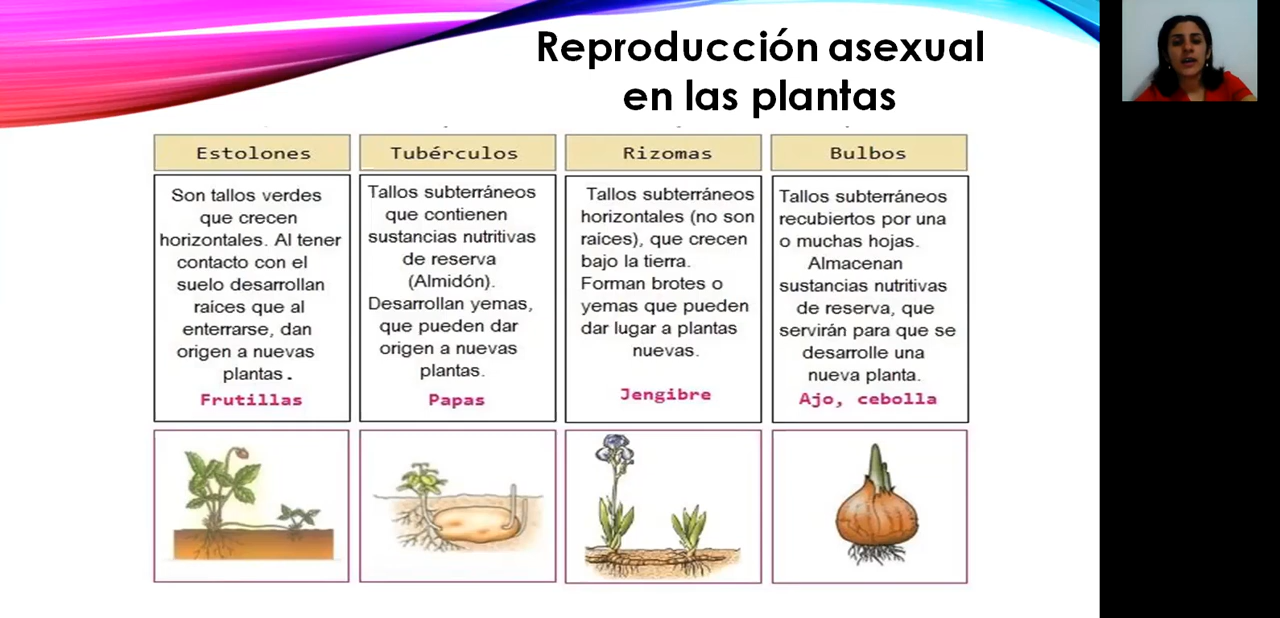 Reproducción asexual
en las plantas
Estolones
Son tallos verdes
que crecen
horizontales. Al tener
contacto con el
suelo desarrollan
raíces que al
enterrarse, dan
origen a nuevas
plantas.
Frutillas
Tubérculos
Tallos subterráneos
que contienen
sustancias nutritivas
de reserva
(Almidón).
Desarrollan yemas,
que pueden dar
origen a nuevas
plantas.
Papas
Rizomas
Tallos subterráneos
horizontales (no son
raíces), que crecen
bajo la tierra.
Forman brotes o
yemas que pueden
dar lugar a plantas
nuevas.
Jengibre
Bulbos
Tallos subterráneos
recubiertos por una
o muchas hojas.
Almacenan
sustancias nutritivas
de reserva, que
servirán para que se
desarrolle una
nueva planta.
Ajo, cebolla